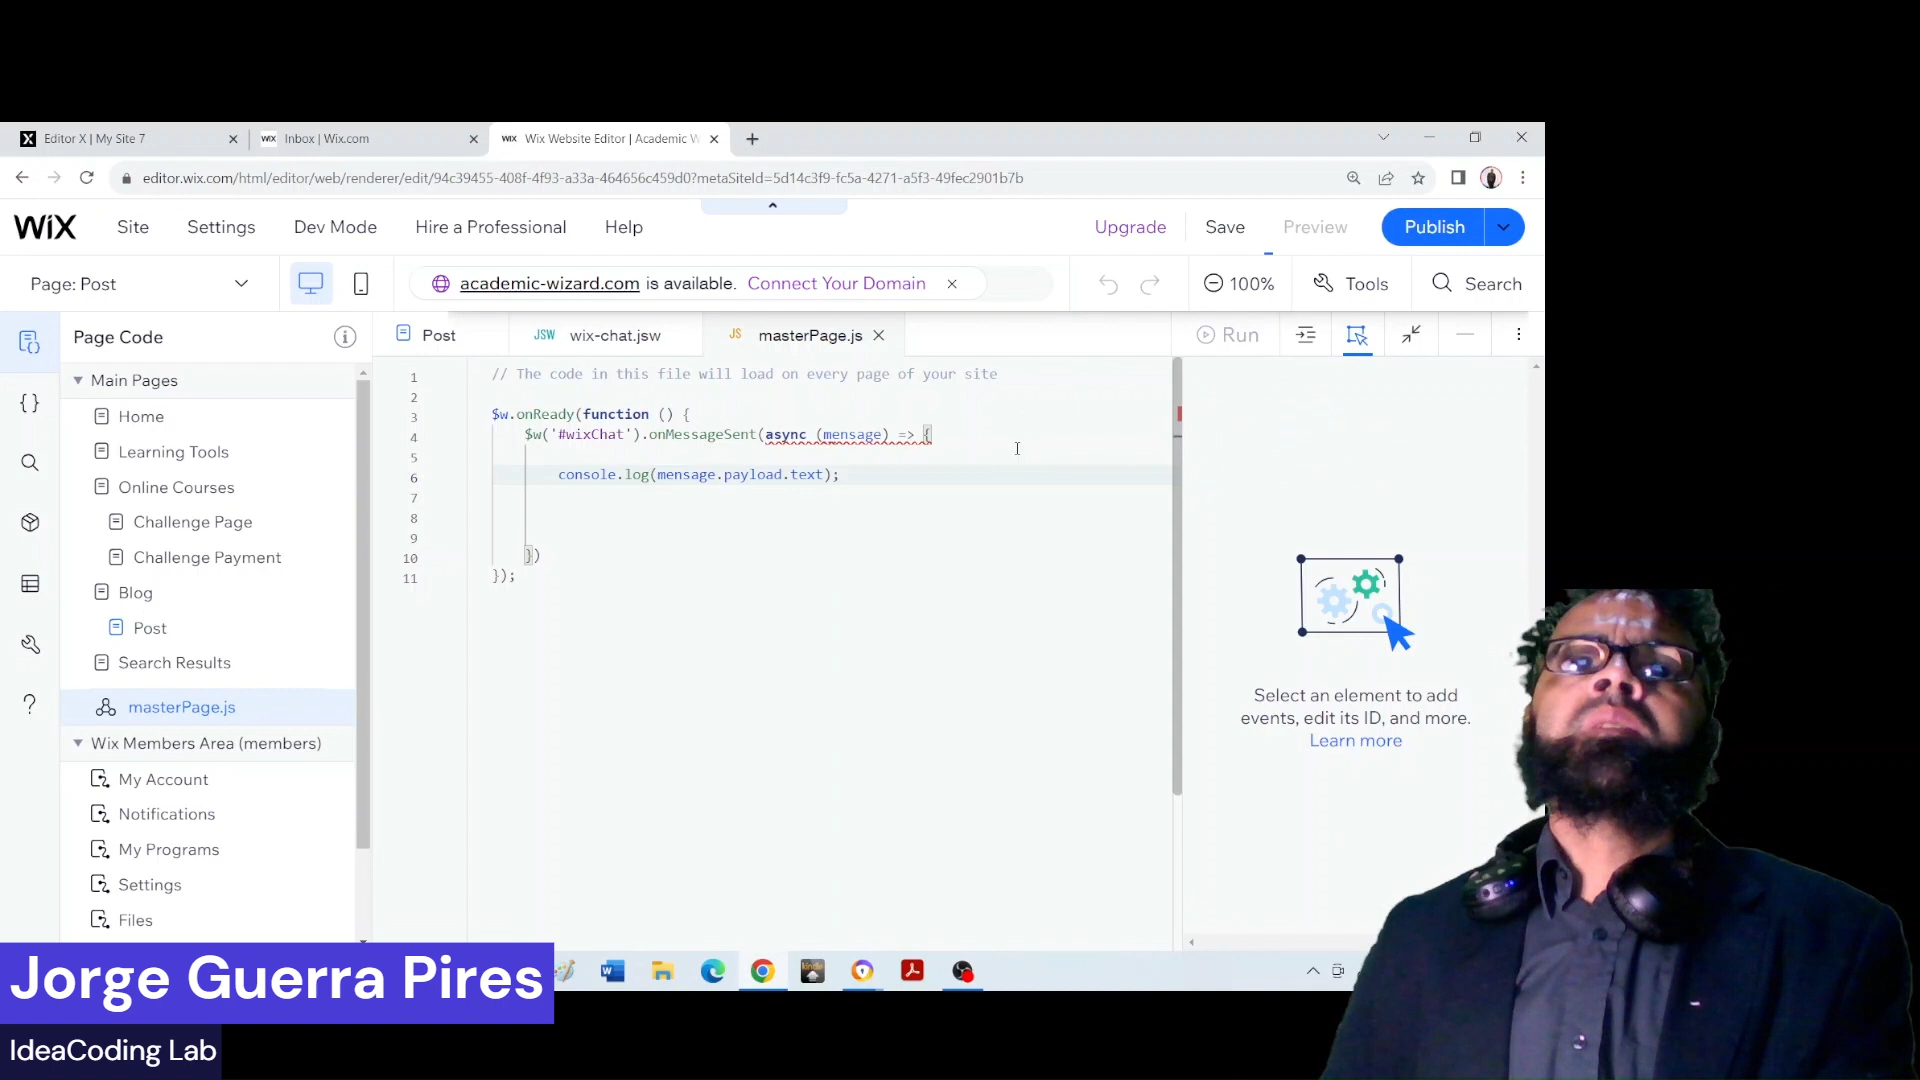 Editor X | My Site 7
WiX Inbox | Wix.com
WiX Wix Website Editor | Academic W
editor.wix.com/html/editor/web/renderer/edit/94c39455-408f-4f93-a33a-464656c459d0?metaSiteId=5d14c3f9-fc5a-4271-a5f3-49fec2901b7b
WiX Site Settings Dev Mode Hire a Professional Help Upgrade Save Preview Publish
Page: Post
academic-wizard.com is available. Connect Your Domain
100% Tools Search
Page Code
Post JSW wix-chat.jsw JS masterPage.js
Run
Main Pages
Home
Learning Tools
Online Courses
Challenge Page
Challenge Payment
Blog
Post
Search Results
masterPage.js
Wix Members Area (members)
My Account
Notifications
My Programs
Settings
Files
1 // The code in this file will load on every page of your site
2
3 $w.onReady(function () {
4 $w('#wixChat').onMessageSent(async (mensage) => {
5
6 console.log(mensage.payload.text);
7
8
9
10 })
11 });
Select an element to add
events, edit its ID, and more.
Learn more
kindle
Jorge Guerra Pires
IdeaCoding Lab